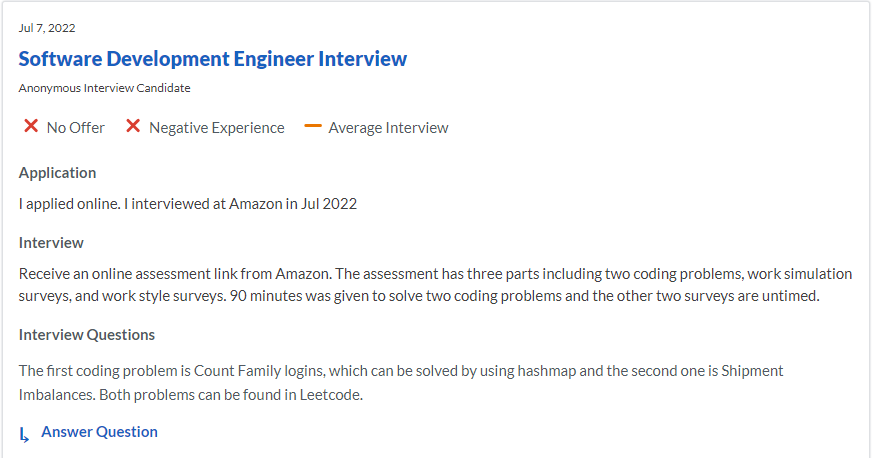 Jul 7, 2022
Software Development Engineer Interview
Anonymous Interview Candidate
No Offer Negative Experience Average Interview
Application
I applied online. I interviewed at Amazon in Jul 2022
Interview
Receive an online assessment link from Amazon. The assessment has three parts including two coding problems, work simulation
surveys, and work style surveys. 90 minutes was given to solve two coding problems and the other two surveys are untimed.
Interview Questions
The first coding problem is Count Family logins, which can be solved by using hashmap and the second one is Shipment
Imbalances. Both problems can be found in Leetcode.
Answer Question